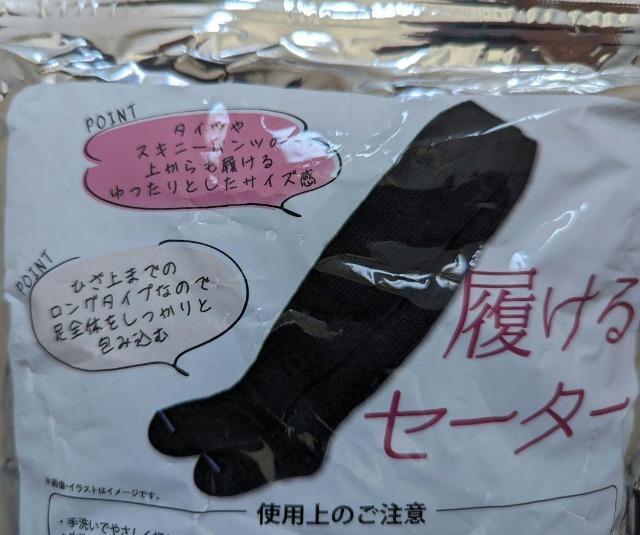 POINT
タイツや
スキニーパンツの
上からも履ける
ゆったりとしたサイズ感
POINT
ひざ上までの
ロングタイプなので
足全体をしっかりと
包み込む
履ける
セーター
※画像・イラストはイメージです。
使用上のご注意
・手洗いでやさしく